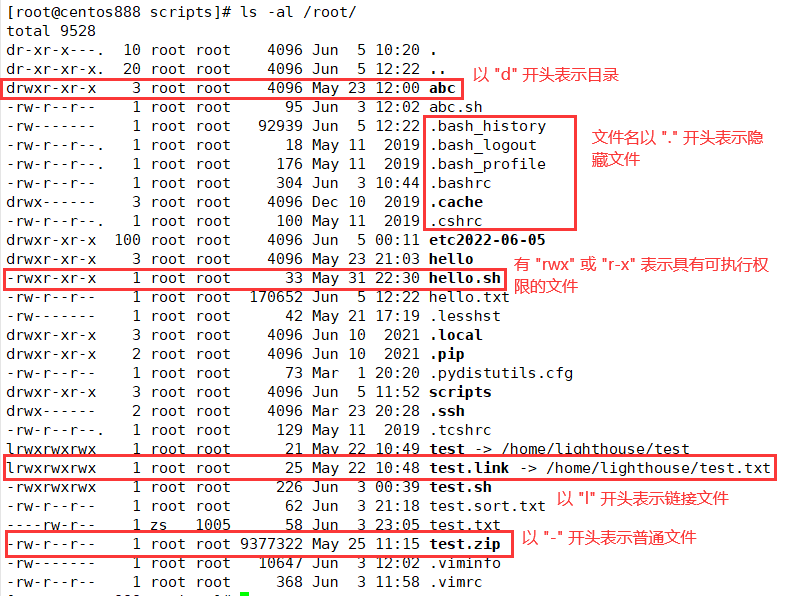 [root@centos888 scripts]# ls -al /root/
total 9528
dr-xr-x---. 10 root root 4096 Jun 5 10:20 .
dr-xr-xr-x. 20 root root 4096 Jun 5 12:22 ..
以 "d" 开头表示目录
drwxr-xr-x 3 root root 4096 May 23 12:00 abc
-rw-r--r-- 1 root root 95 Jun 3 12:02 abc.sh
-rw------- 1 root root 92939 Jun 5 12:22 .bash_history
-rw-r--r--. 1 root root 18 May 11 2019 .bash_logout
文件名以 "." 开头表示隐
藏文件
-rw-r--r--. 1 root root 176 May 11 2019 .bash_profile
-rw-r--r-- 1 root root 304 Jun 3 10:44 .bashrc
drwx------ 3 root root 4096 Dec 10 2019 .cache
-rw-r--r--. 1 root root 100 May 11 2019 .cshrc
drwxr-xr-x 100 root root 4096 Jun 5 00:11 etc2022-06-05
drwxr-xr-x 3 root root 4096 May 23 21:03 hello
有 "rwx" 或 "r-x" 表示具有可执行权
限的文件
-rwxr-xr-x 1 root root 33 May 31 22:30 hello.sh
-rw-r--r-- 1 root root 170652 Jun 5 12:22 hello.txt
-rw------- 1 root root 42 May 21 17:19 .lesshst
drwxr-xr-x 3 root root 4096 Jun 10 2021 .local
drwxr-xr-x 2 root root 4096 Jun 10 2021 .pip
-rw-r--r-- 1 root root 73 Mar 1 20:20 .pydistutils.cfg
drwxr-xr-x 3 root root 4096 Jun 5 11:52 scripts
drwx------ 2 root root 4096 Mar 23 20:28 .ssh
-rw-r--r--. 1 root root 129 May 11 2019 .tcshrc
lrwxrwxrwx 1 root root 21 May 22 10:49 test -> /home/lighthouse/test
lrwxrwxrwx 1 root root 25 May 22 10:48 test.link -> /home/lighthouse/test.txt
-rwxrwxrwx 1 root root 226 Jun 3 00:39 test.sh
以 "l" 开头表示链接文件
-rw-r--r-- 1 root root 62 Jun 3 21:18 test.sort.txt
----rw-r-- 1 zs 1005 58 Jun 3 23:05 test.txt
以 "-" 开头表示普通文件
-rw-r--r-- 1 root root 9377322 May 25 11:15 test.zip
-rw------- 1 root root 10647 Jun 3 12:02 .viminfo
-rw-r--r-- 1 root root 368 Jun 3 11:58 .vimrc